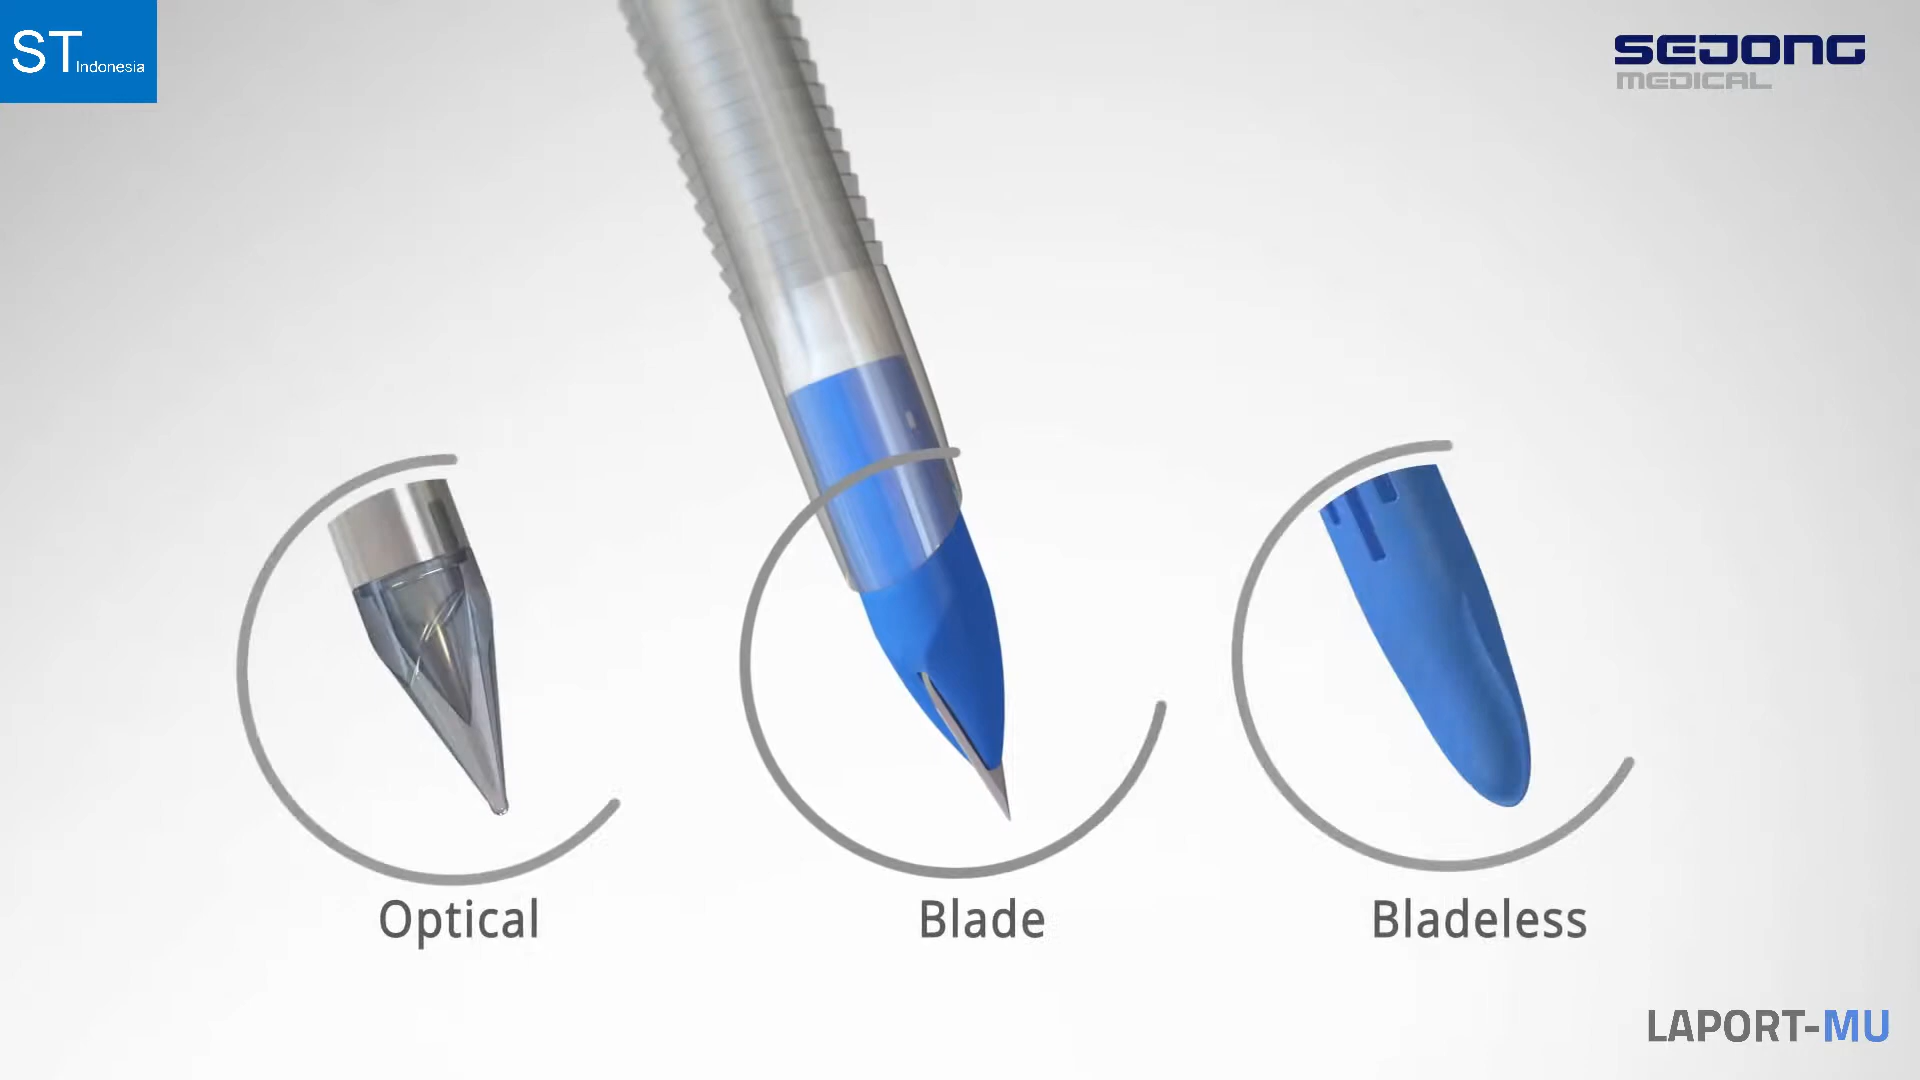 ST Indonesia
SEJONG
MEDICAL
Optical
Blade
Bladeless
LAPORT-MU